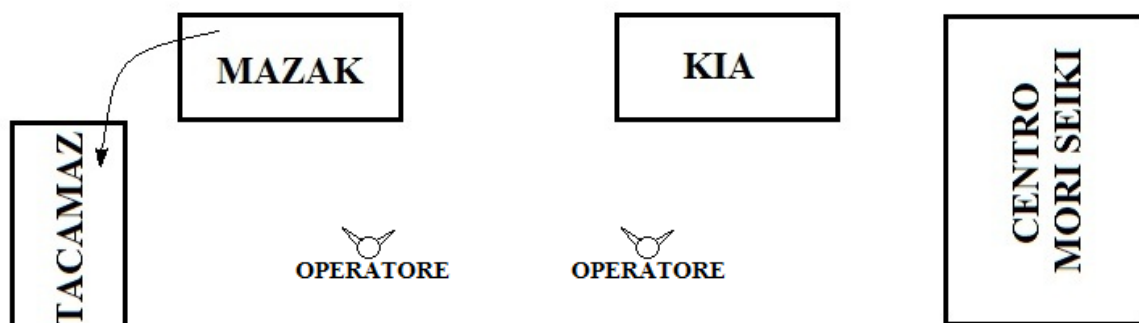 MAZAK
KIA
CENTRO
MORI SEIKI
TACAMAZ
OPERATORE
OPERATORE